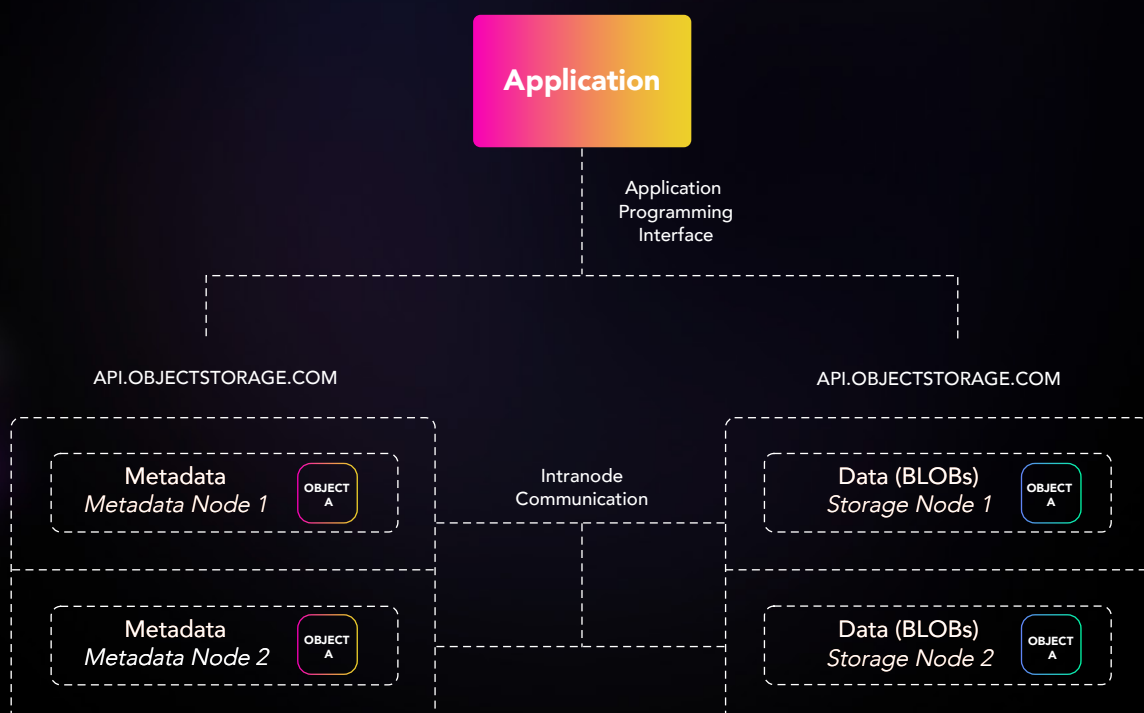 Application
Application
Programming
Interface
API.OBJECTSTORAGE.COM
API.OBJECTSTORAGE.COM
Metadata
Metadata Node 1
OBJECT
A
Intranode
Communication
Data (BLOBs)
Storage Node 1
OBJECT
A
Metadata
Metadata Node 2
OBJECT
A
Data (BLOBs)
Storage Node 2
OBJECT
A